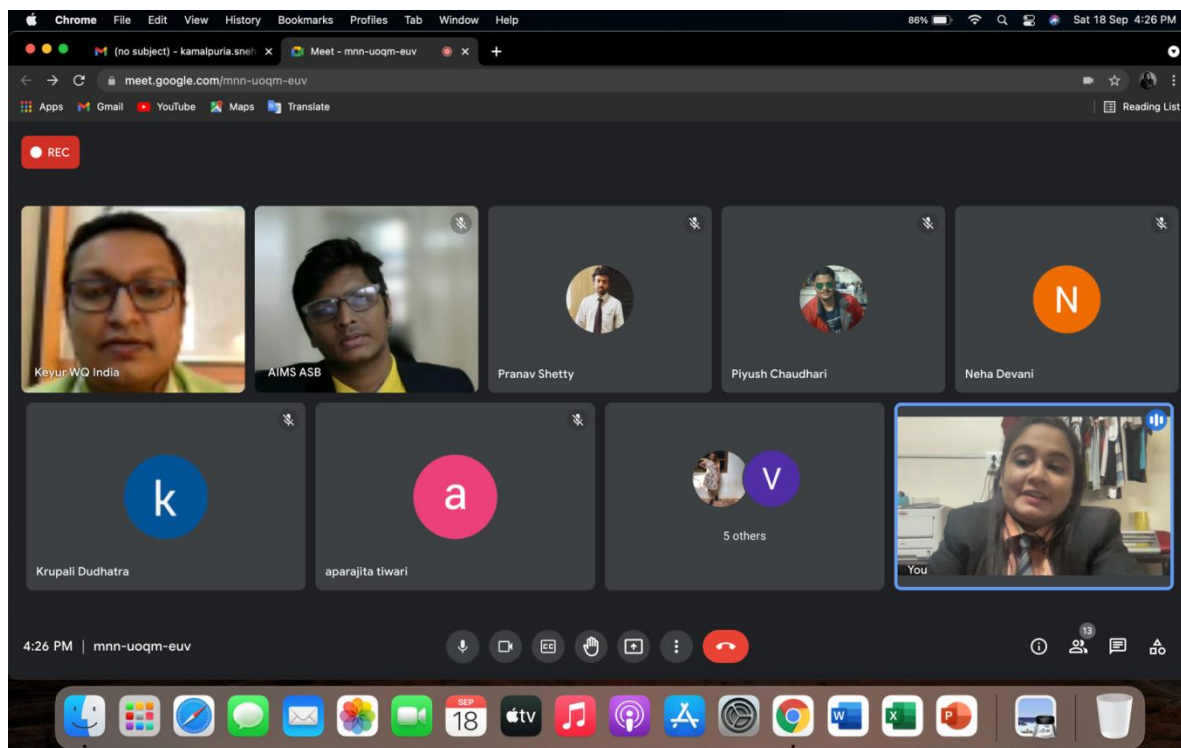 Chrome File Edit View History Bookmarks Profiles Tab Window Help 86% Sat 18 Sep 4:26 PM
(no subject) - kamalpuria.sneh Meet - mnn-uoqm-euv
meet.google.com/mnn-uoqm-euv
Apps Gmail YouTube Maps Translate Reading List
REC
Keyur WQ India AIMS ASB Pranav Shetty Piyush Chaudhari Neha Devani
N
k a V
5 others
Krupali Dudhatra aparajita tiwari You
13
4:26 PM | mnn-uoqm-euv CC
SEP
18 tv W X P